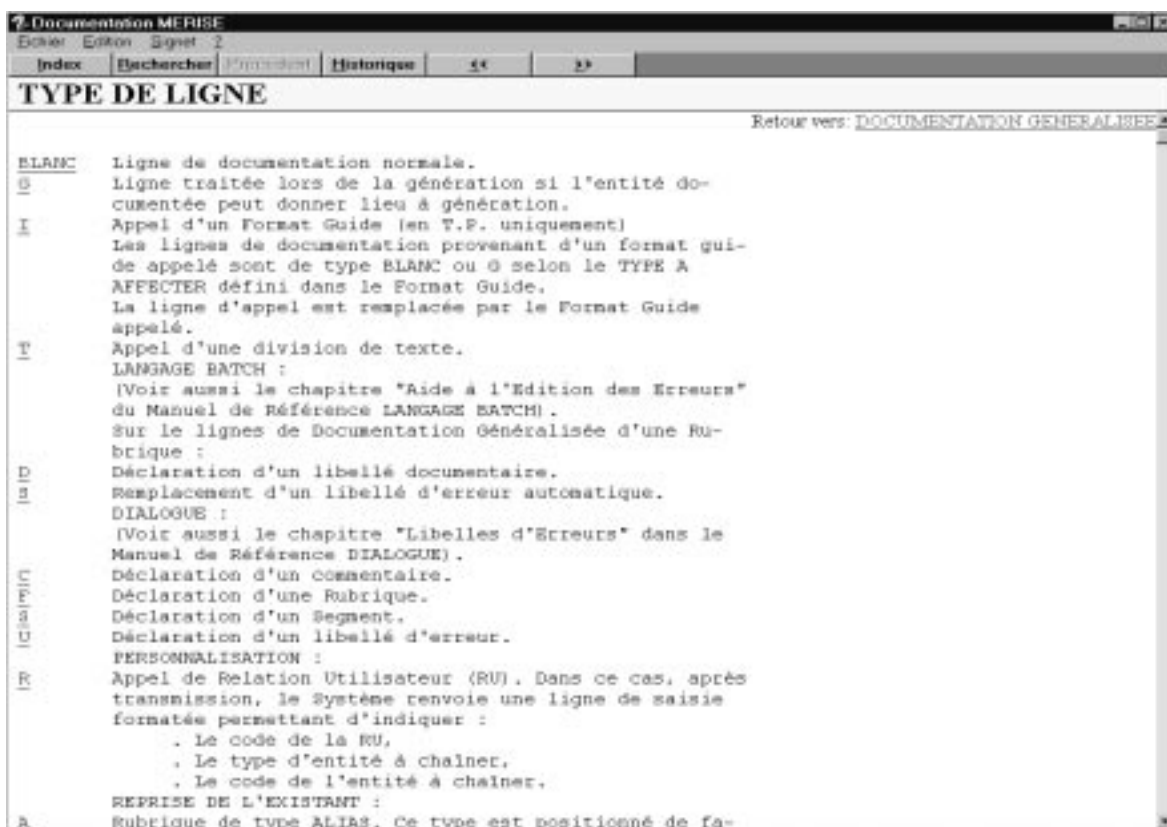 Documentation MERISE
Fichier Edition Signet ?
Index Rechercher Précédent Historique << >>
TYPE DE LIGNE
Retour vers: DOCUMENTATION GENERALISEE
BLANC Ligne de documentation normale.
G Ligne traitée lors de la génération si l'entité do-
cumentée peut donner lieu à génération.
I Appel d'un Format Guide (en T.P. uniquement)
Les lignes de documentation provenant d'un format gui-
de appelé sont de type BLANC ou G selon le TYPE A
AFFECTER défini dans le Format Guide.
La ligne d'appel est remplacée par le Format Guide
appelé.
T Appel d'une division de texte.
LANGAGE BATCH :
(Voir aussi le chapitre "Aide à l'Edition des Erreurs"
du Manuel de Référence LANGAGE BATCH).
Sur le lignes de Documentation Généralisée d'une Ru-
brique :
D Déclaration d'un libellé documentaire.
S Remplacement d'un libellé d'erreur automatique.
DIALOGUE :
(Voir aussi le chapitre "Libelles d'Erreurs" dans le
Manuel de Référence DIALOGUE).
C Déclaration d'un commentaire.
F Déclaration d'une Rubrique.
S Déclaration d'un Segment.
U Déclaration d'un libellé d'erreur.
PERSONNALISATION :
R Appel de Relation Utilisateur (RU). Dans ce cas, après
transmission, le Système renvoie une ligne de saisie
formatée permettant d'indiquer :
. Le code de la RU,
. Le type d'entité à chaîner,
. Le code de l'entité à chaîner.
REPRISE DE L'EXISTANT :
A Rubrique de type ALIAS. Ce type est positionné de fa-